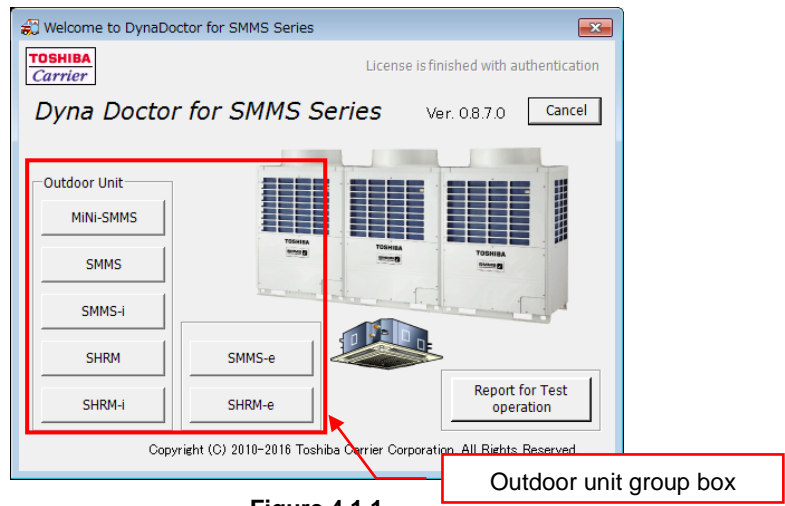 Welcome to DynaDoctor for SMMS Series
TOSHIBA
Carrier
License is finished with authentication
Dyna Doctor for SMMS Series
Ver. 0.8.7.0
Cancel
Outdoor Unit
MiNi-SMMS
SMMS
SMMS-i
SHRM
SHRM-i
SMMS-e
SHRM-e
TOSHIBA
TOSHIBA
TOSHIBA
Report for Test
operation
Copyright (C) 2010-2016 Toshiba Carrier Corporation. All Rights Reserved
Outdoor unit group box
Figure 4.1.1